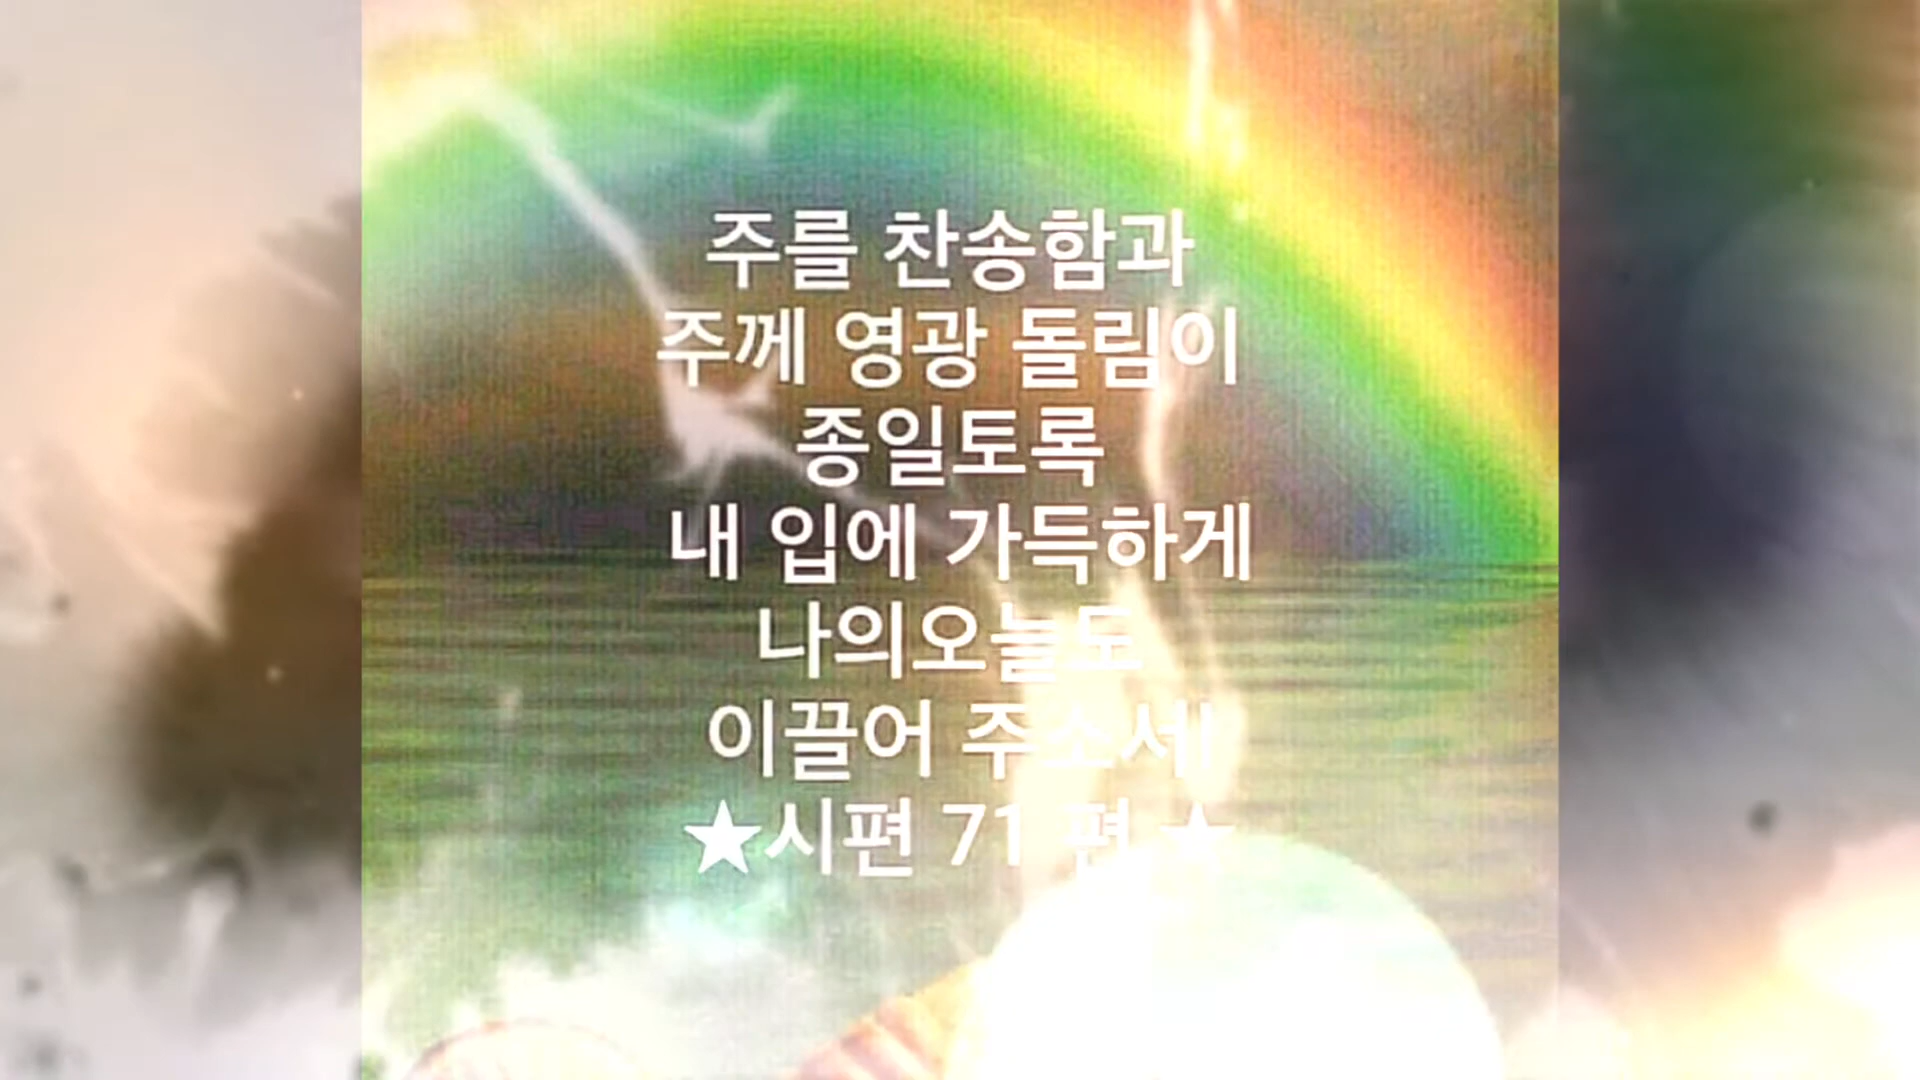 주를 찬송함과
주께 영광 돌림이
종일토록
내 입에 가득하게
나의오늘도
이끌어 주소서!
★시편 71 편 ★